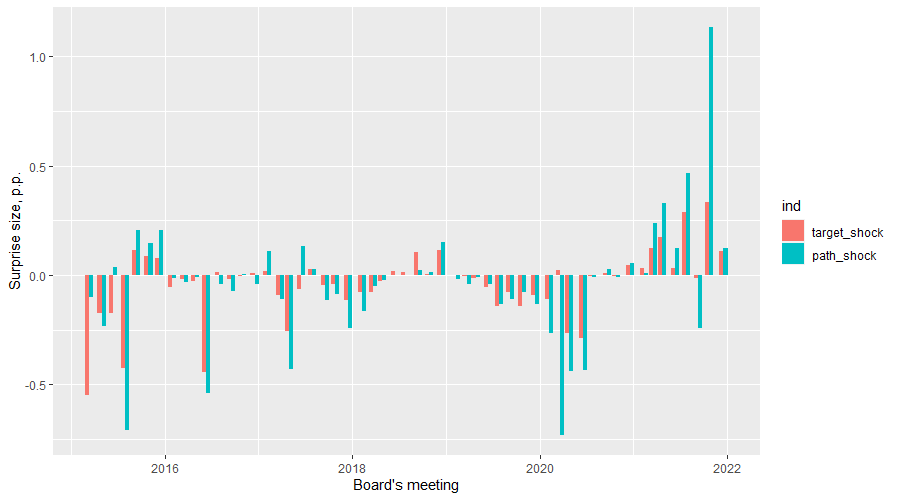 1.0
0.5
0.0
-0.5
Surprise size, p.p.
2016
2018
2020
2022
Board's meeting
ind
target_shock
path_shock